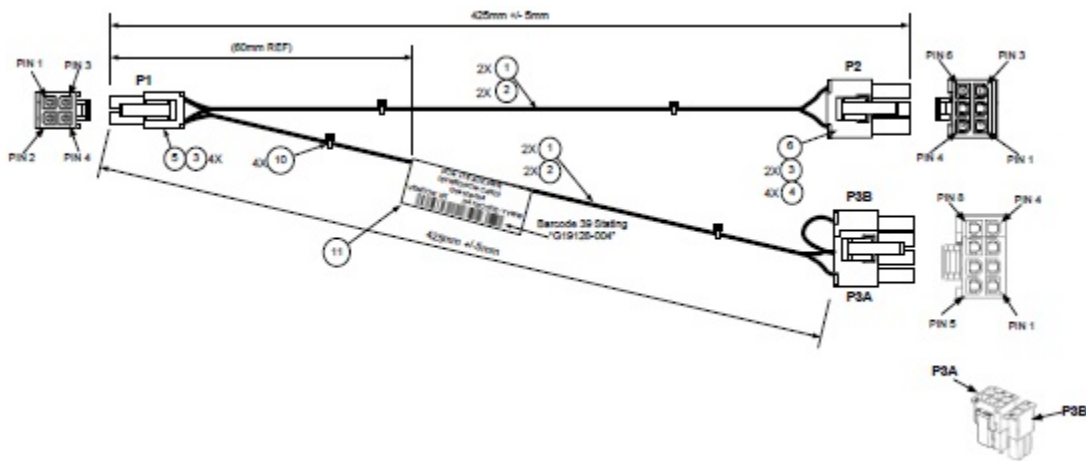 425mm +/- 5mm
(60mm REF)
PIN 1
PIN 3
P1
2X 1
2X 2
P2
PIN 6
PIN 3
PIN 2
PIN 4
5 3 4X
4X 10
2X 1
2X 2
6
2X 3
4X 4
PIN 4
PIN 1
P3B
PIN 8
PIN 4
Barcode 39 Stating
"G19128-004"
11
425mm +/-5mm
P3A
PIN 5
PIN 1
P3A
P3B